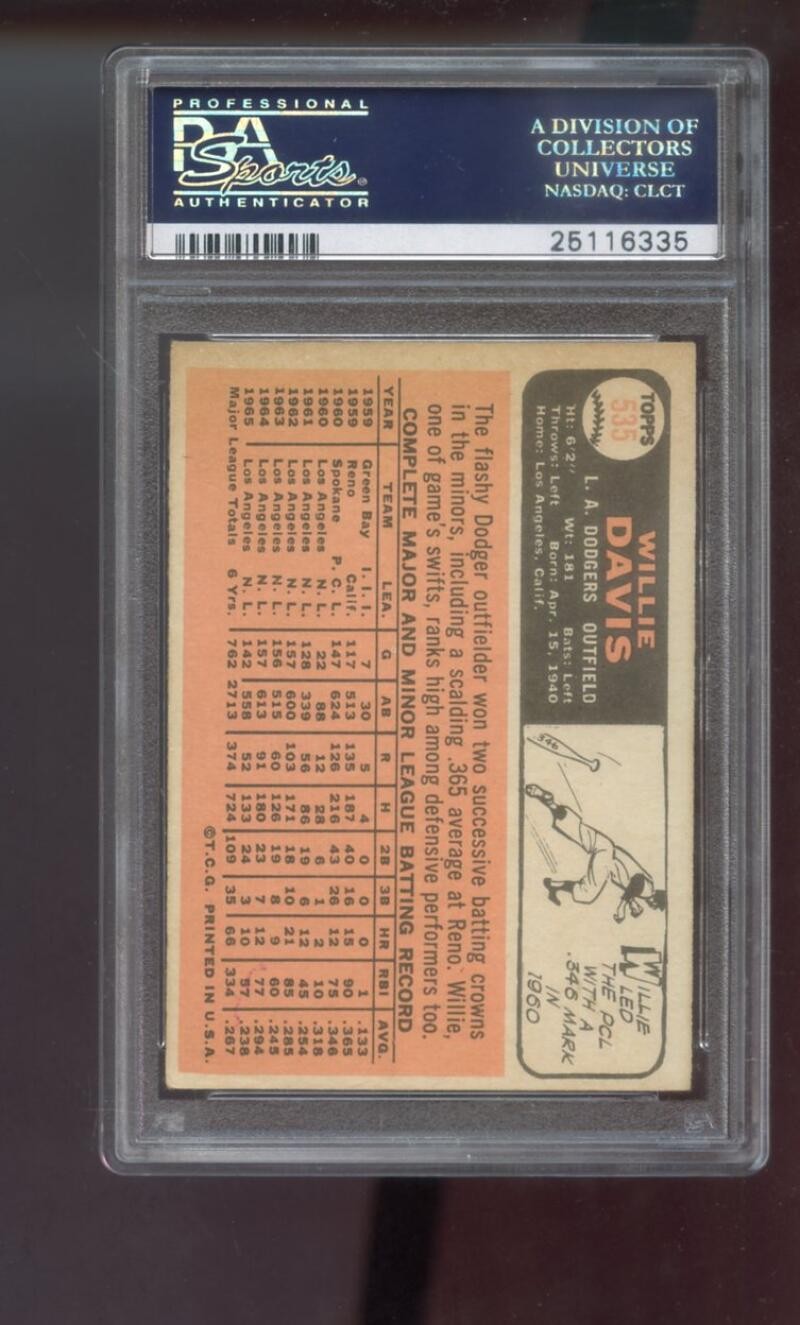 PROFESSIONAL
PSA
Sports®
AUTHENTICATOR
A DIVISION OF
COLLECTORS
UNIVERSE
NASDAQ: CLCT
25116335
TOPPS
535
WILLIE
DAVIS
L. A. DODGERS OUTFIELD
Ht: 6'2" Wt: 181 Bats: Left
Throws: Left Born: Apr. 15, 1940
Home: Los Angeles, Calif.
.346
WILLIE
LED
THE PCL
WITH A
.346 MARK
IN
1960
The flashy Dodger outfielder won two successive batting crowns
in the minors, including a scalding .365 average at Reno. Willie,
one of game's swifts, ranks high among defensive performers too.
COMPLETE MAJOR AND MINOR LEAGUE BATTING RECORD
YEAR TEAM LEA. G AB R H 2B 3B HR RBI AVG.
1959 Green Bay I. I. I. 7 30 5 4 0 0 0 1 .133
1959 Reno Calif. 117 513 135 187 40 16 15 90 .365
1960 Spokane P. C. L. 147 624 126 216 43 26 12 75 .346
1960 Los Angeles N. L. 22 88 12 28 6 1 2 10 .318
1961 Los Angeles N. L. 128 339 56 86 19 6 12 45 .254
1962 Los Angeles N. L. 157 600 103 171 18 10 21 85 .285
1963 Los Angeles N. L. 156 515 60 126 19 8 9 60 .245
1964 Los Angeles N. L. 157 613 91 180 23 7 12 77 .294
1965 Los Angeles N. L. 142 558 52 133 24 3 10 57 .238
Major League Totals 6 Yrs. 762 2713 374 724 109 35 66 334 .267
©T.C.G. PRINTED IN U.S.A.